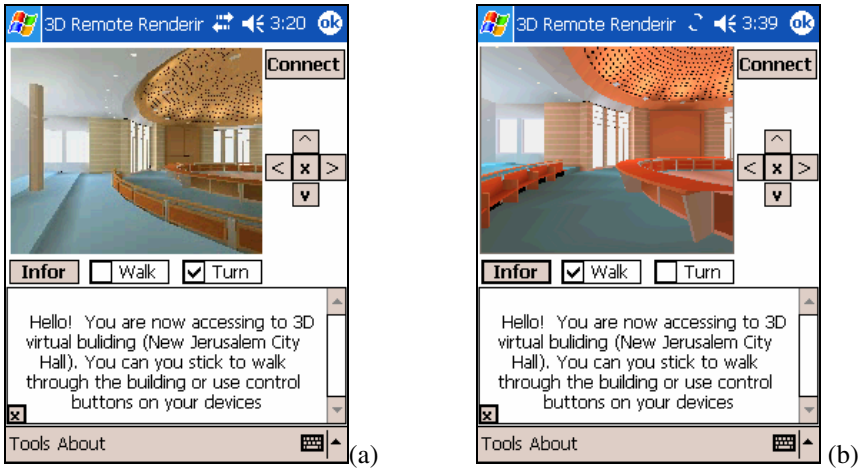 3D Remote Renderir 3:20 ok
Connect
^
< x >
v
Infor Walk Turn
Hello! You are now accessing to 3D
virtual buliding (New Jerusalem City
Hall). You can you stick to walk
through the building or use control
buttons on your devices
x
Tools About
(a)
3D Remote Renderir 3:39 ok
Connect
^
< x >
v
Infor Walk Turn
Hello! You are now accessing to 3D
virtual buliding (New Jerusalem City
Hall). You can you stick to walk
through the building or use control
buttons on your devices
x
Tools About
(b)